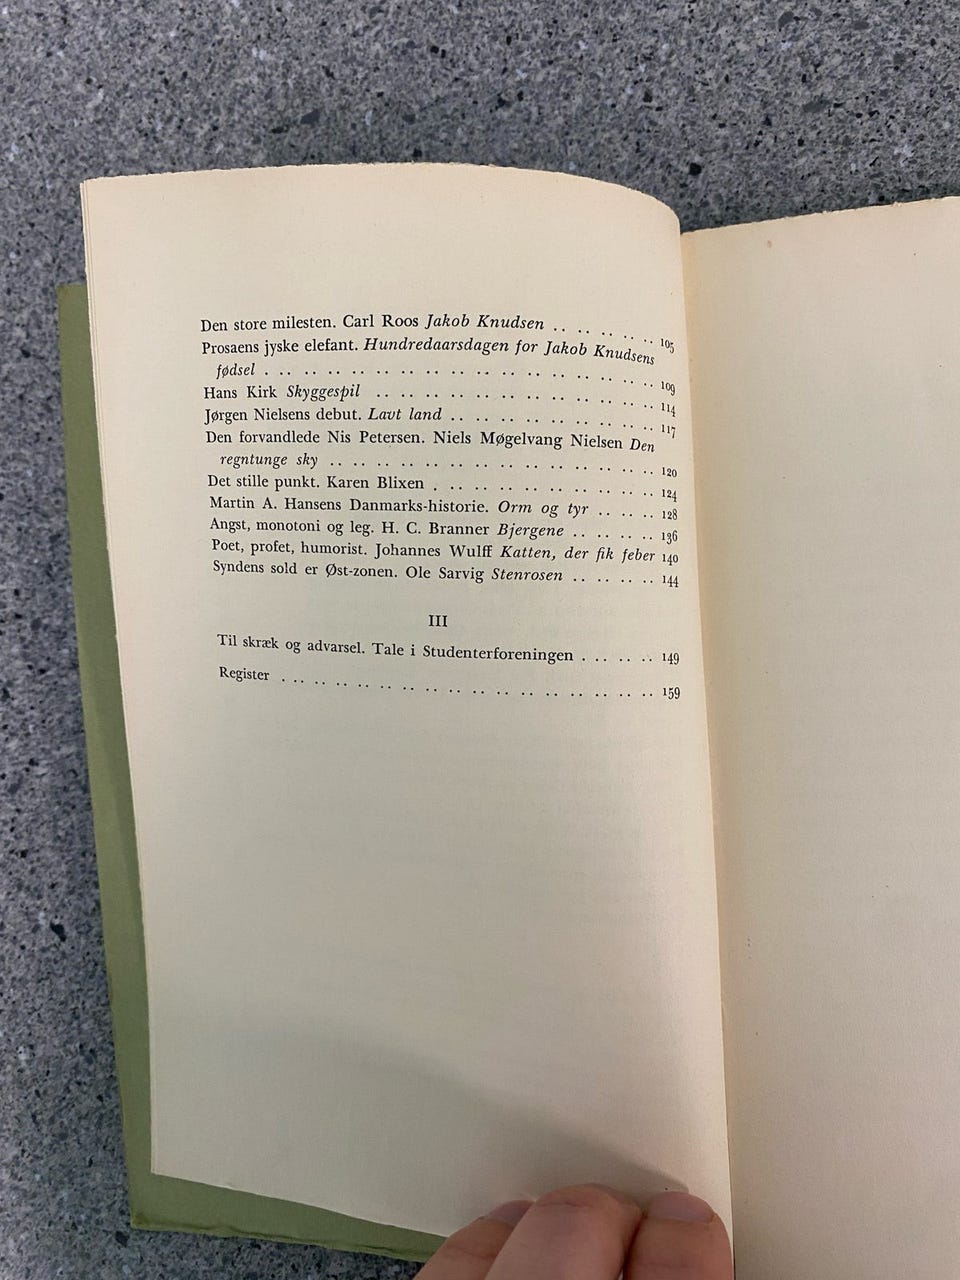 Den store milesten. Carl Roos Jakob Knudsen .. .. .. .. .. 105
Prosaens jyske elefant. Hundredaarsdagen for Jakob Knudsens
fødsel . .. .. .. .. .. .. .. .. .. .. .. .. .. .. .. .. .. 109
Hans Kirk Skyggespil .. .. .. .. .. .. .. .. .. .. .. .. .. 114
Jørgen Nielsens debut. Lavt land .. .. .. .. .. .. .. .. .. .. 117
Den forvandlede Nis Petersen. Niels Møgelvang Nielsen Den
regntunge sky .. .. .. .. .. .. .. .. .. .. .. .. .. .. .. 120
Det stille punkt. Karen Blixen . .. .. .. .. .. .. .. .. .. .. 124
Martin A. Hansens Danmarks-historie. Orm og tyr .. .. .. 128
Angst, monotoni og leg. H. C. Branner Bjergene .. .. .. .. 136
Poet, profet, humorist. Johannes Wulff Katten, der fik feber 140
Syndens sold er Øst-zonen. Ole Sarvig Stenrosen .. .. .. .. 144
III
Til skræk og advarsel. Tale i Studenterforeningen . .. .. .. 149
Register . .. .. .. .. .. .. .. .. .. .. .. .. .. .. .. .. .. 159